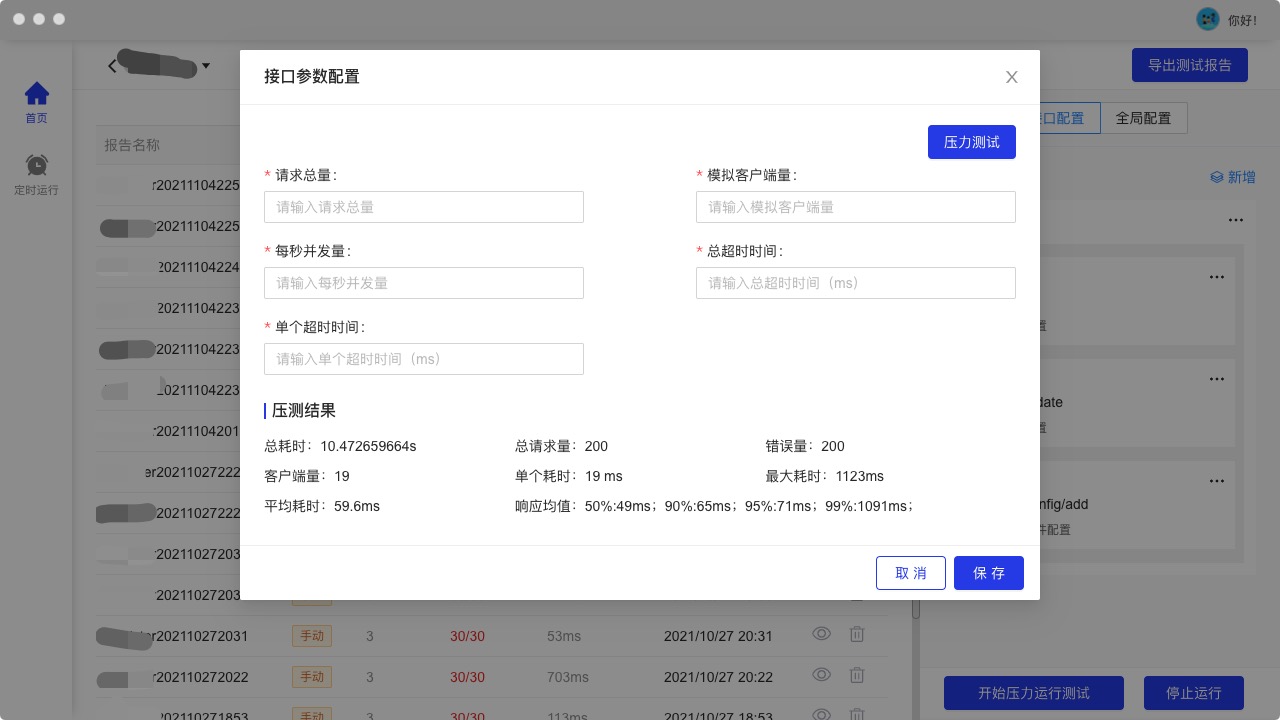 你好！
首页
定时运行
导出测试报告
接口参数配置
口配置
全局配置
报告名称
压力测试
新增
* 请求总量：
请输入请求总量
* 模拟客户端量：
请输入模拟客户端量
* 每秒并发量：
请输入每秒并发量
* 总超时时间：
请输入总超时时间（ms）
* 单个超时时间：
请输入单个超时时间（ms）
压测结果
总耗时：10.472659664s
总请求量：200
错误量：200
客户端量：19
单个耗时：19 ms
最大耗时：1123ms
平均耗时：59.6ms
响应均值：50%:49ms；90%:65ms；95%:71ms；99%:1091ms；
取 消
保 存
r20211104225
20211104225
20211104224
20211104223
20211104223
20211104223
20211104201
er202110272222
202110272222
r202110272031
手动 3 30/30 53ms 2021/10/27 20:31
r202110272022
手动 3 30/30 703ms 2021/10/27 20:22
202110271853
手动 3 30/30 113ms 2021/10/27 18:53
置
date
置
nfig/add
件配置
开始压力运行测试
停止运行